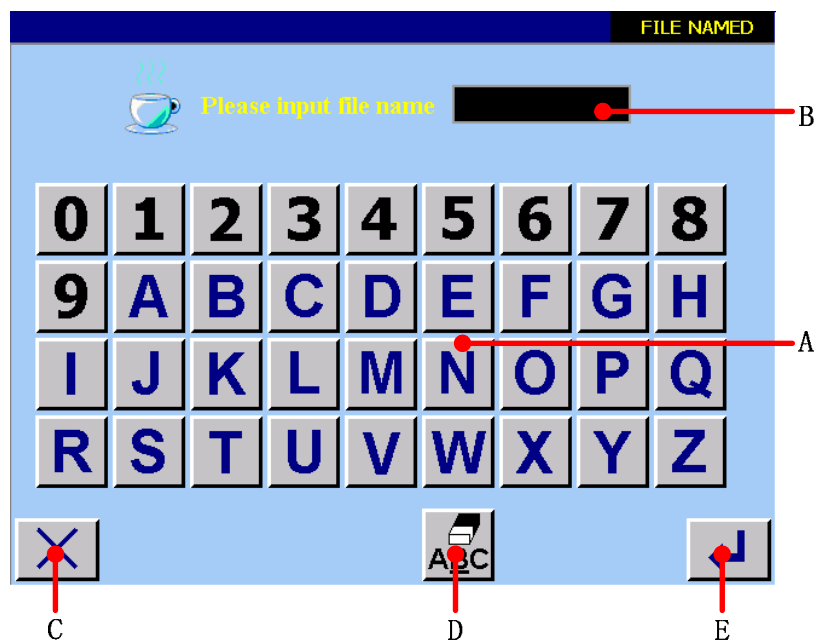 FILE NAMED
Please input file name
B
0 1 2 3 4 5 6 7 8
9 A B C D E F G H
A
I J K L M N O P Q
R S T U V W X Y Z
ABC
C D E